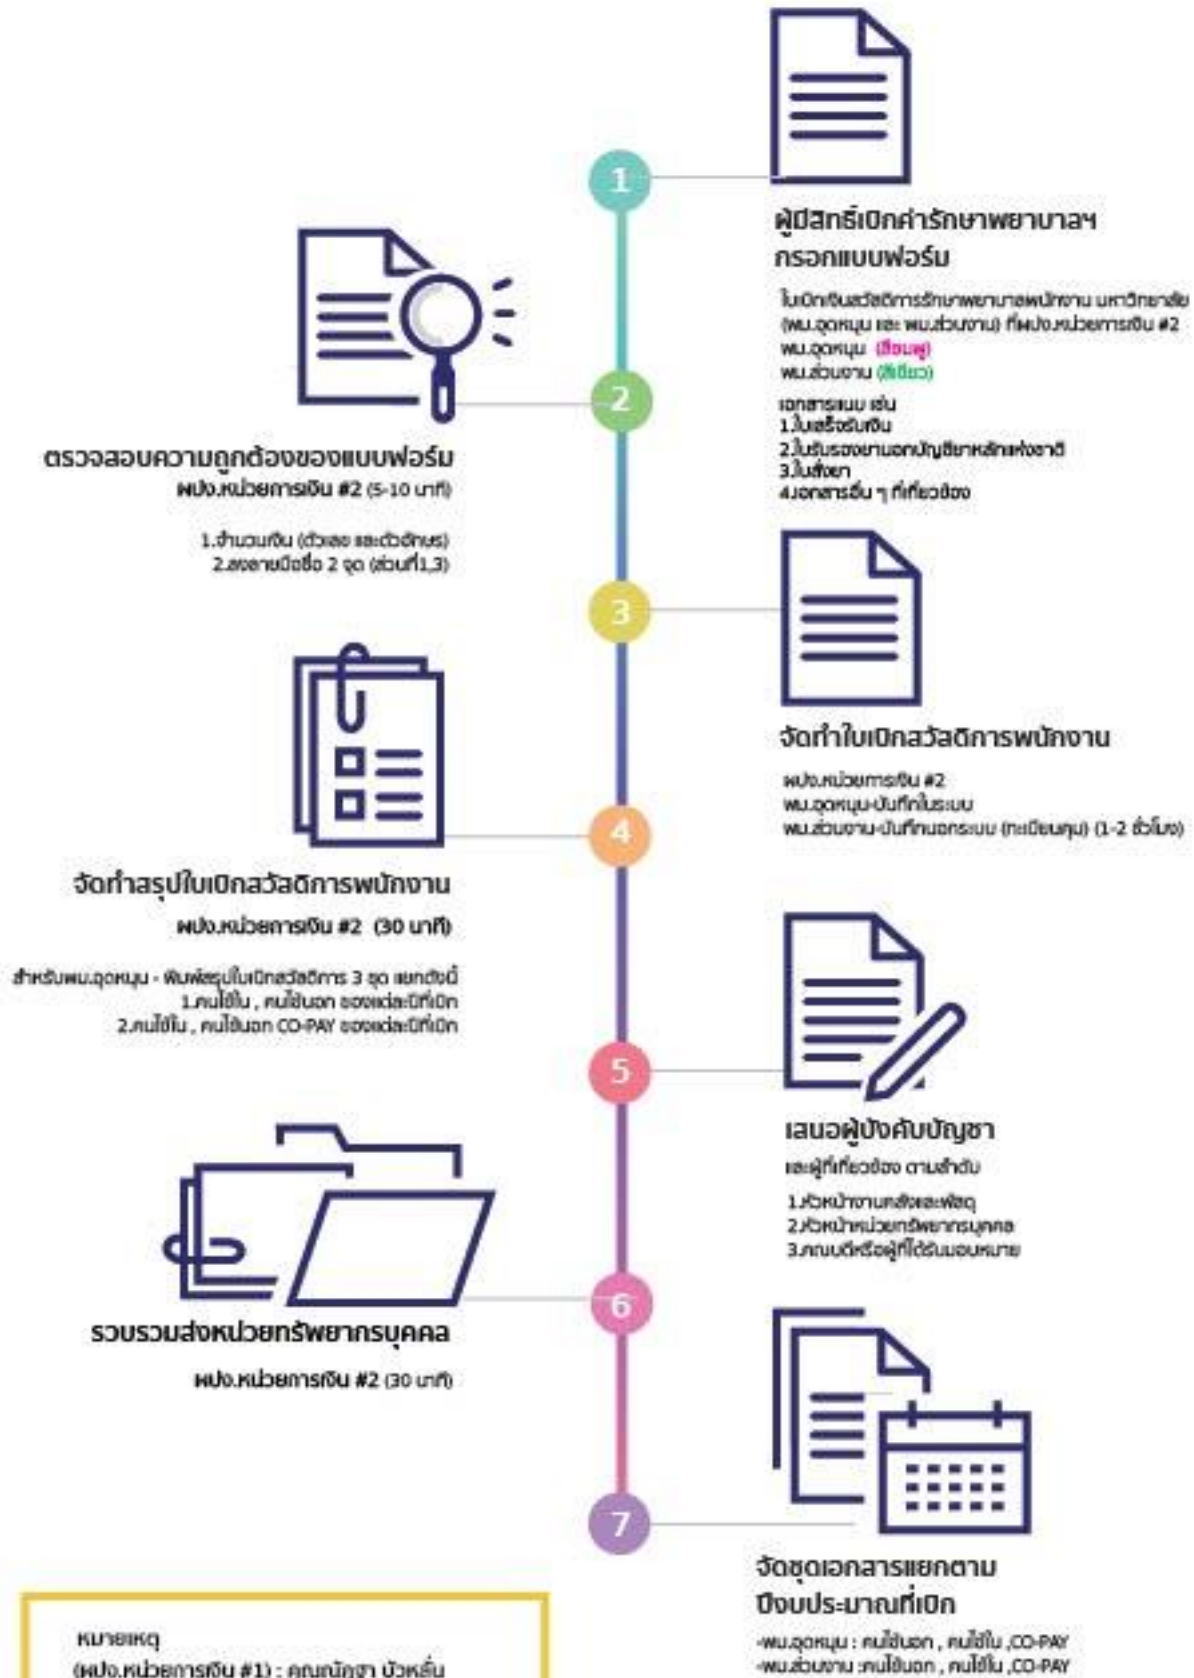 1
ผู้มีสิทธิ์เบิกค่ารักษาพยาบาลฯ
กรอกแบบฟอร์ม
ใบเบิกเงินสวัสดิการรักษาพยาบาลพนักงาน มหาวิทยาลัย
(พม.อุดหนุน และ พม.ส่วนงาน) ที่ผปง.หน่วยการเงิน #2
พม.อุดหนุน (สีชมพู)
พม.ส่วนงาน (สีเขียว)
เอกสารแนบ เช่น
1.ใบเสร็จรับเงิน
2.ใบรับรองยานอกบัญชียาหลักแห่งชาติ
3.ใบสั่งยา
4.เอกสารอื่น ๆ ที่เกี่ยวข้อง
2
ตรวจสอบความถูกต้องของแบบฟอร์ม
ผปง.หน่วยการเงิน #2 (5-10 นาที)
1.จำนวนเงิน (ตัวเลข และตัวอักษร)
2.ลงลายมือชื่อ 2 จุด (ส่วนที่1,3)
3
จัดทำใบเบิกสวัสดิการพนักงาน
ผปง.หน่วยการเงิน #2
พม.อุดหนุน-บันทึกในระบบ
พม.ส่วนงาน-บันทึกนอกระบบ (ทะเบียนคุม) (1-2 ชั่วโมง)
4
จัดทำสรุปใบเบิกสวัสดิการพนักงาน
ผปง.หน่วยการเงิน #2 (30 นาที)
สำหรับพม.อุดหนุน - พิมพ์สรุปใบเบิกสวัสดิการ 3 ชุด แยกดังนี้
1.คนไข้ใน , คนไข้นอก ของแต่ละปีที่เบิก
2.คนไข้ใน , คนไข้นอก CO-PAY ของแต่ละปีที่เบิก
5
เสนอผู้บังคับบัญชา
และผู้ที่เกี่ยวข้อง ตามลำดับ
1.หัวหน้างานคลังและพัสดุ
2.หัวหน้าหน่วยทรัพยากรบุคคล
3.คณบดีหรือผู้ที่ได้รับมอบหมาย
6
รวบรวมส่งหน่วยทรัพยากรบุคคล
ผปง.หน่วยการเงิน #2 (30 นาที)
7
จัดชุดเอกสารแยกตาม
ปีงบประมาณที่เบิก
-พม.อุดหนุน : คนไข้นอก , คนไข้ใน ,CO-PAY
-พม.ส่วนงาน :คนไข้นอก , คนไข้ใน ,CO-PAY
หมายเหตุ
(ผปง.หน่วยการเงิน #1) : คุณณัฏฐา บัวหลั่น